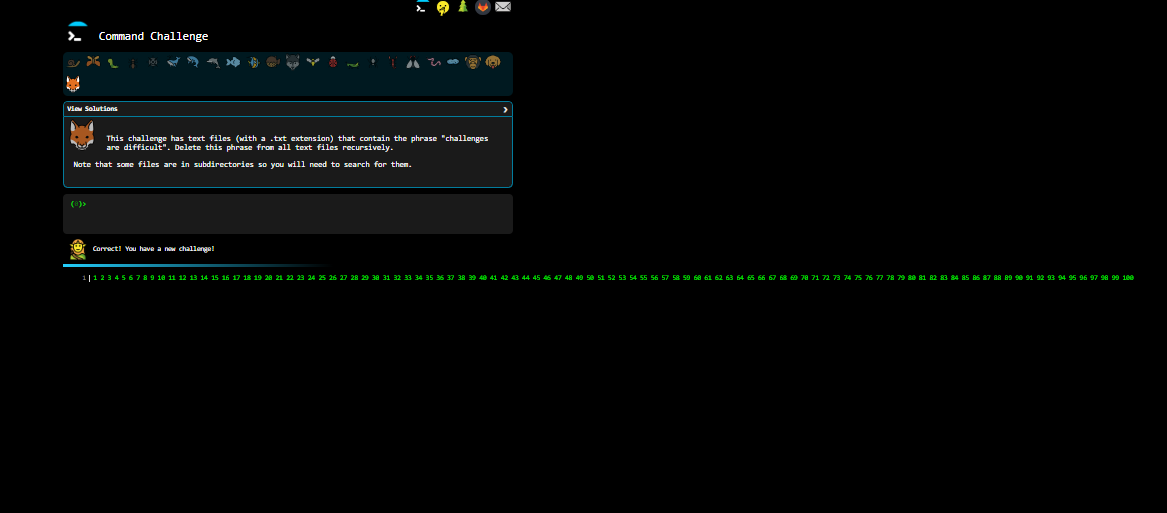 Command Challenge
View Solutions
This challenge has text files (with a .txt extension) that contain the phrase "challenges
are difficult". Delete this phrase from all text files recursively.
Note that some files are in subdirectories so you will need to search for them.
Correct! You have a new challenge!
1 | 1 2 3 4 5 6 7 8 9 10 11 12 13 14 15 16 17 18 19 20 21 22 23 24 25 26 27 28 29 30 31 32 33 34 35 36 37 38 39 40 41 42 43 44 45 46 47 48 49 50 51 52 53 54 55 56 57 58 59 60 61 62 63 64 65 66 67 68 69 70 71 72 73 74 75 76 77 78 79 80 81 82 83 84 85 86 87 88 89 90 91 92 93 94 95 96 97 98 99 100